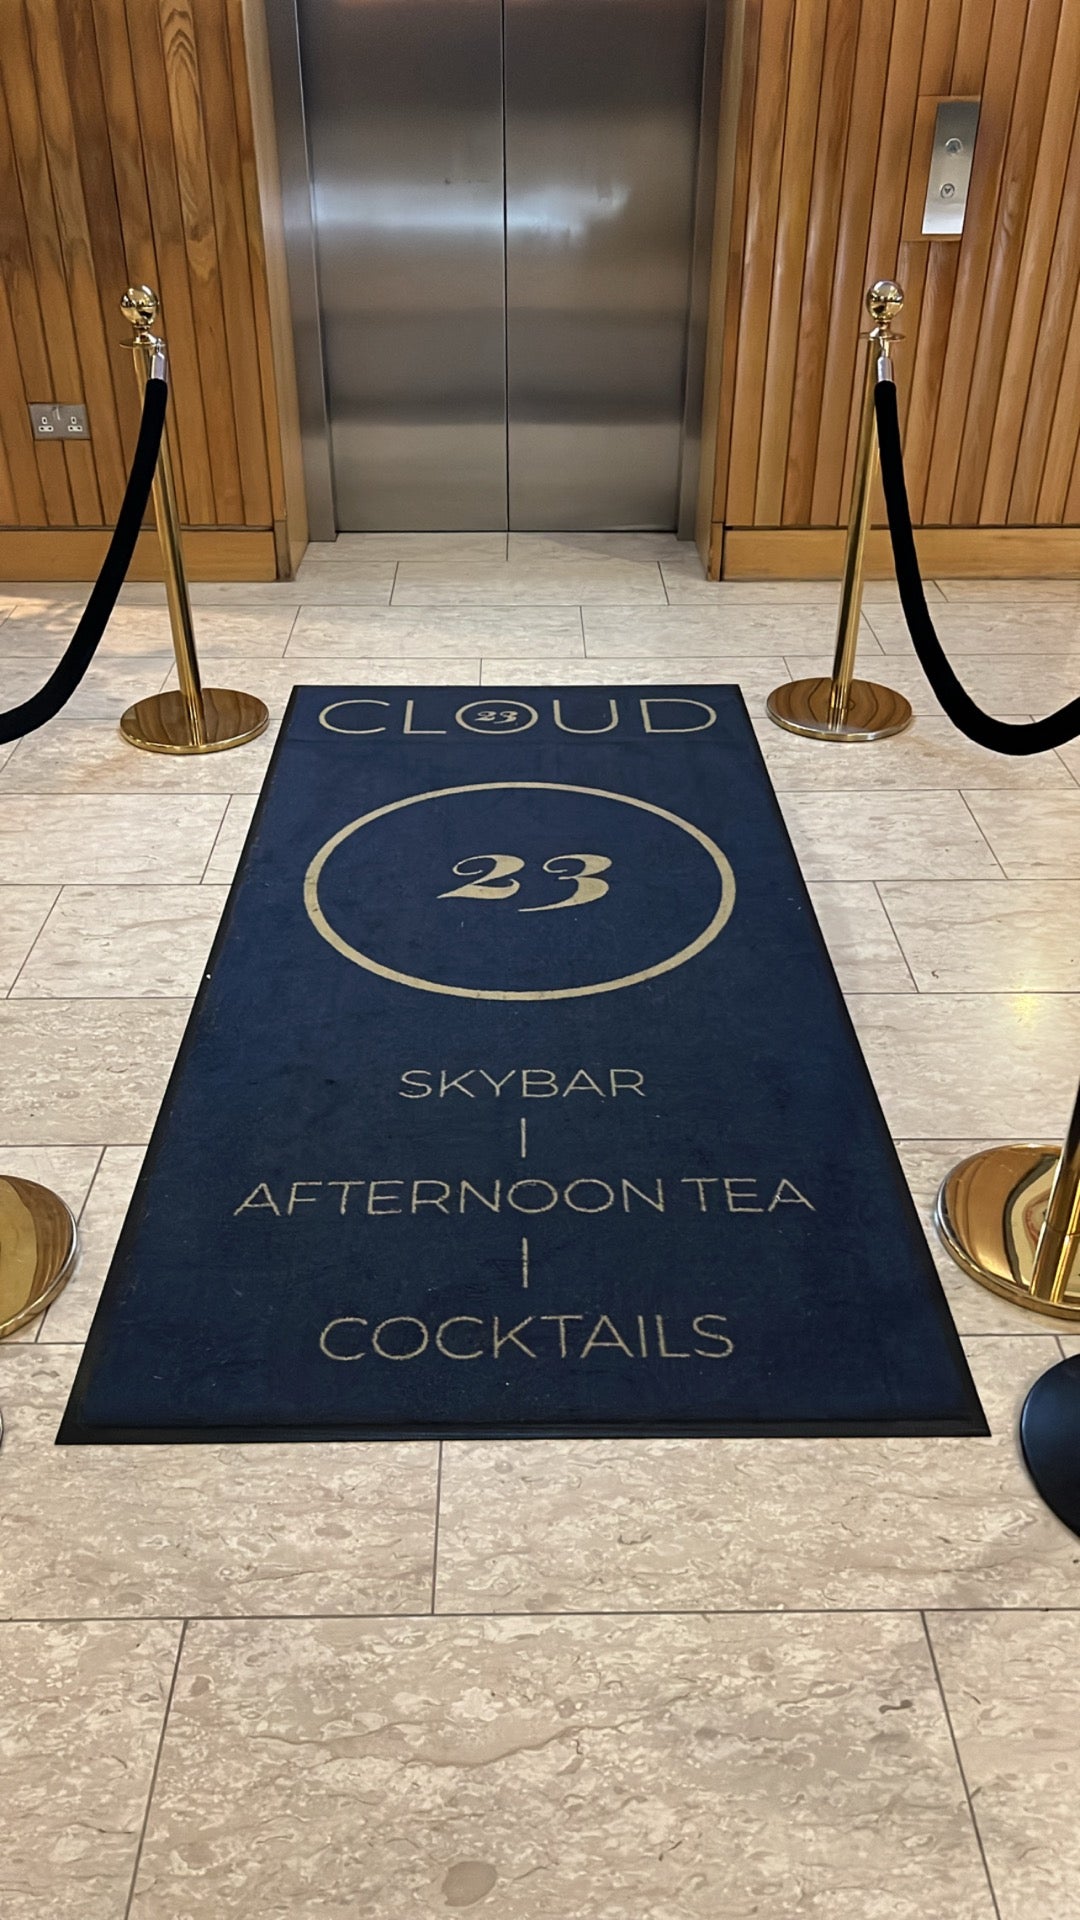 CLOUD
23
23
SKYBAR
|
AFTERNOON TEA
|
COCKTAILS